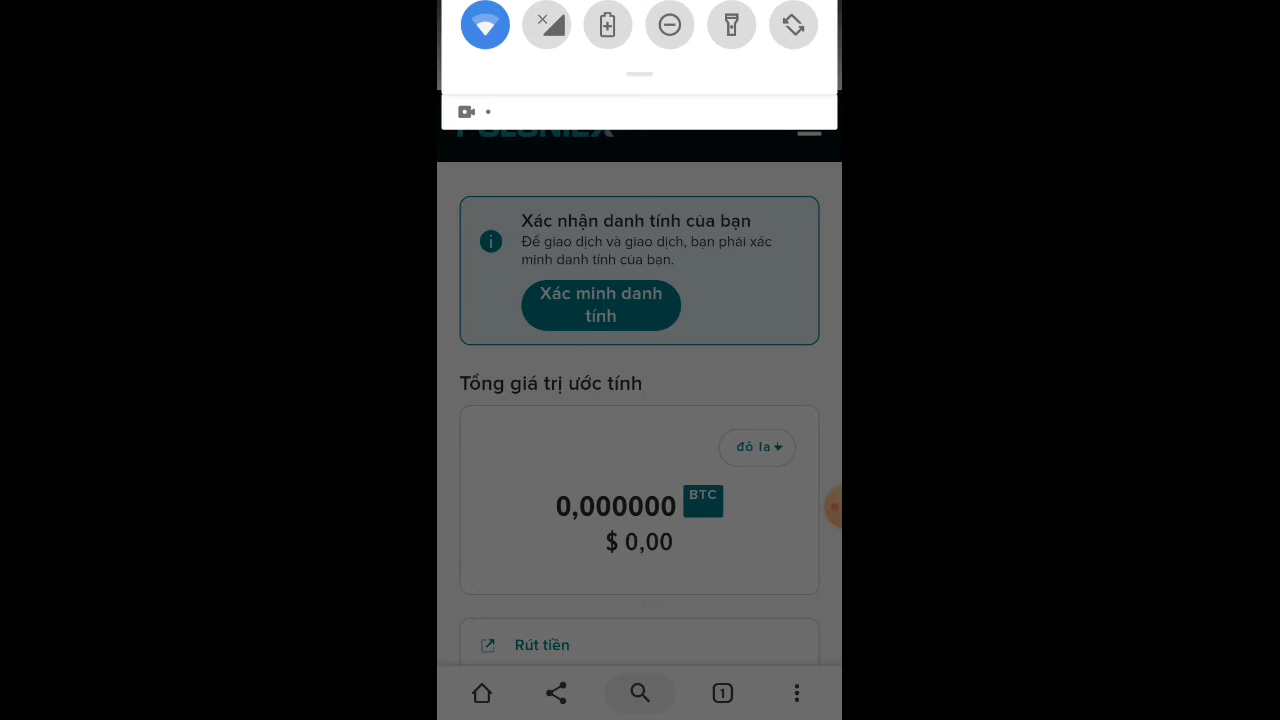 Xác nhận danh tính của bạn
Để giao dịch và giao dịch, bạn phải xác
minh danh tính của bạn.
Xác minh danh
tính
Tổng giá trị ước tính
đô la
0,000000 BTC
$ 0,00
Rút tiền
1